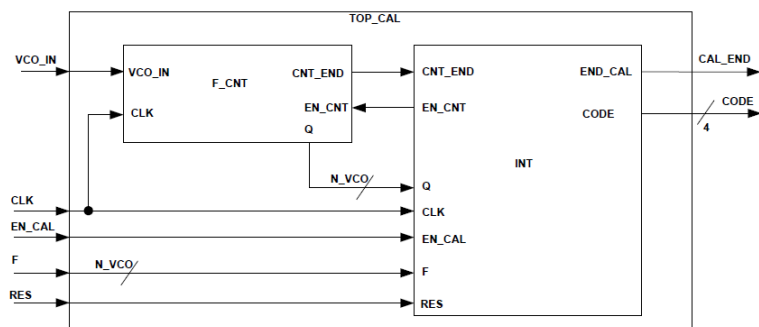 TOP_CAL
VCO_IN
VCO_IN
F_CNT
CNT_END
EN_CNT
CLK
Q
CNT_END
EN_CNT
END_CAL
CODE
INT
CAL_END
CODE
4
N_VCO
Q
CLK
CLK
EN_CAL
EN_CAL
F
N_VCO
F
RES
RES